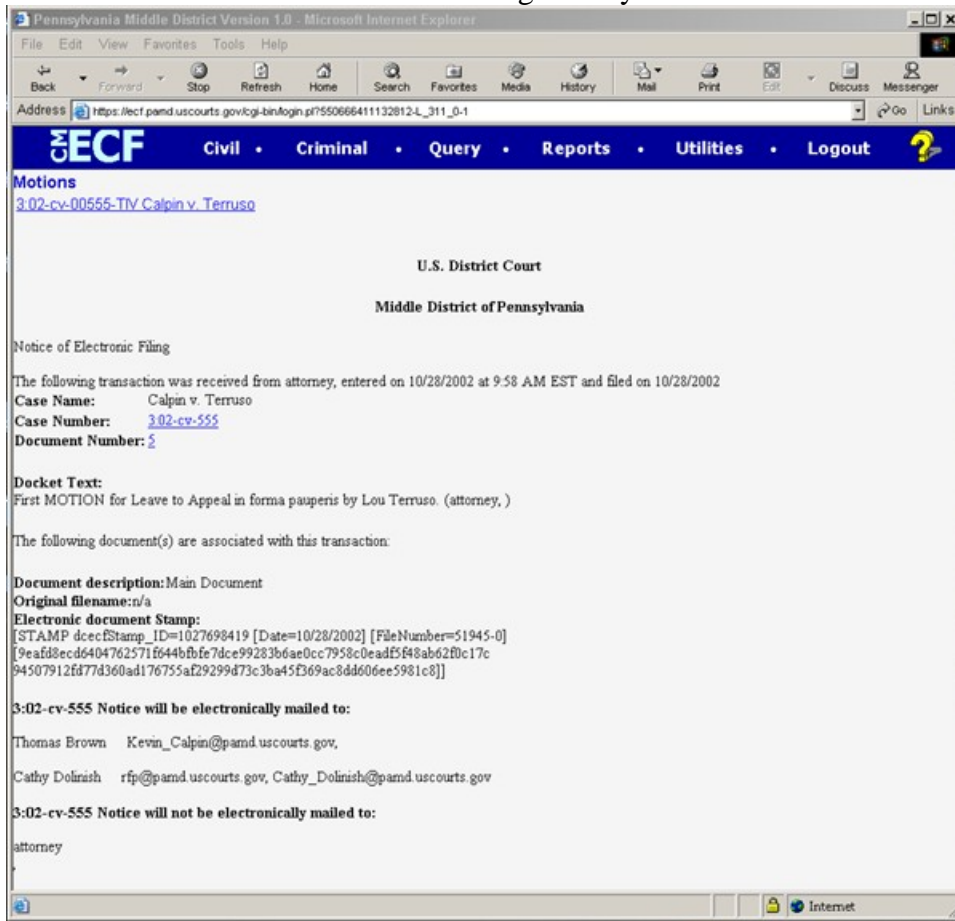 Pennsylvania Middle District Version 1.0 - Microsoft Internet Explorer
File Edit View Favorites Tools Help
Back Forward Stop Refresh Home Search Favorites Media History Mail Print Edit Discuss Messenger
Address https://ecf.pamd.uscourts.gov/cgi-bin/login.pl?550666411132812-L_311_0-1 Go Links
CM ECF Civil • Criminal • Query • Reports • Utilities • Logout ?
Motions
3:02-cv-00555-TIV Calpin v. Terruso
U.S. District Court
Middle District of Pennsylvania
Notice of Electronic Filing
The following transaction was received from attorney, entered on 10/28/2002 at 9:58 AM EST and filed on 10/28/2002
Case Name: Calpin v. Terruso
Case Number: 3:02-cv-555
Document Number: 5
Docket Text:
First MOTION for Leave to Appeal in forma pauperis by Lou Terruso. (attorney, )
The following document(s) are associated with this transaction:
Document description:Main Document
Original filename:n/a
Electronic document Stamp:
[STAMP dcecfStamp_ID=1027698419 [Date=10/28/2002] [FileNumber=51945-0]
[9eafd8ecd6404762571f644bfbfe7dce99283b6ae0cc7958c0eadf5f48ab62f0c17c
94507912fd77d360ad176755af29299d73c3ba45f369ac8dd606ee5981c8]]
3:02-cv-555 Notice will be electronically mailed to:
Thomas Brown Kevin_Calpin@pamd.uscourts.gov,
Cathy Dolinish rfp@pamd.uscourts.gov, Cathy_Dolinish@pamd.uscourts.gov
3:02-cv-555 Notice will not be electronically mailed to:
attorney
,
Internet